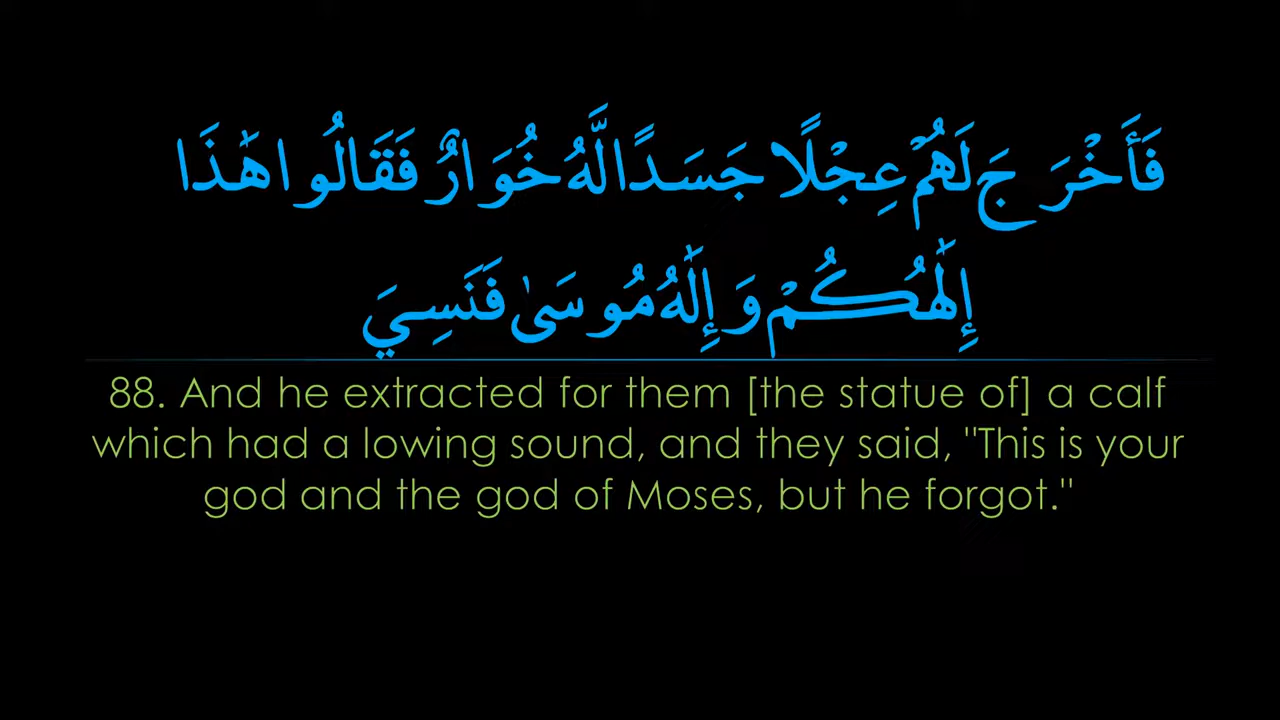 فَأَخْرَجَ لَهُمْ عِجْلًا جَسَدًا لَّهُ خُوَارٌ فَقَالُوا هَٰذَا
إِلَٰهُكُمْ وَإِلَٰهُ مُوسَىٰ فَنَسِيَ
88. And he extracted for them [the statue of] a calf
which had a lowing sound, and they said, "This is your
god and the god of Moses, but he forgot."